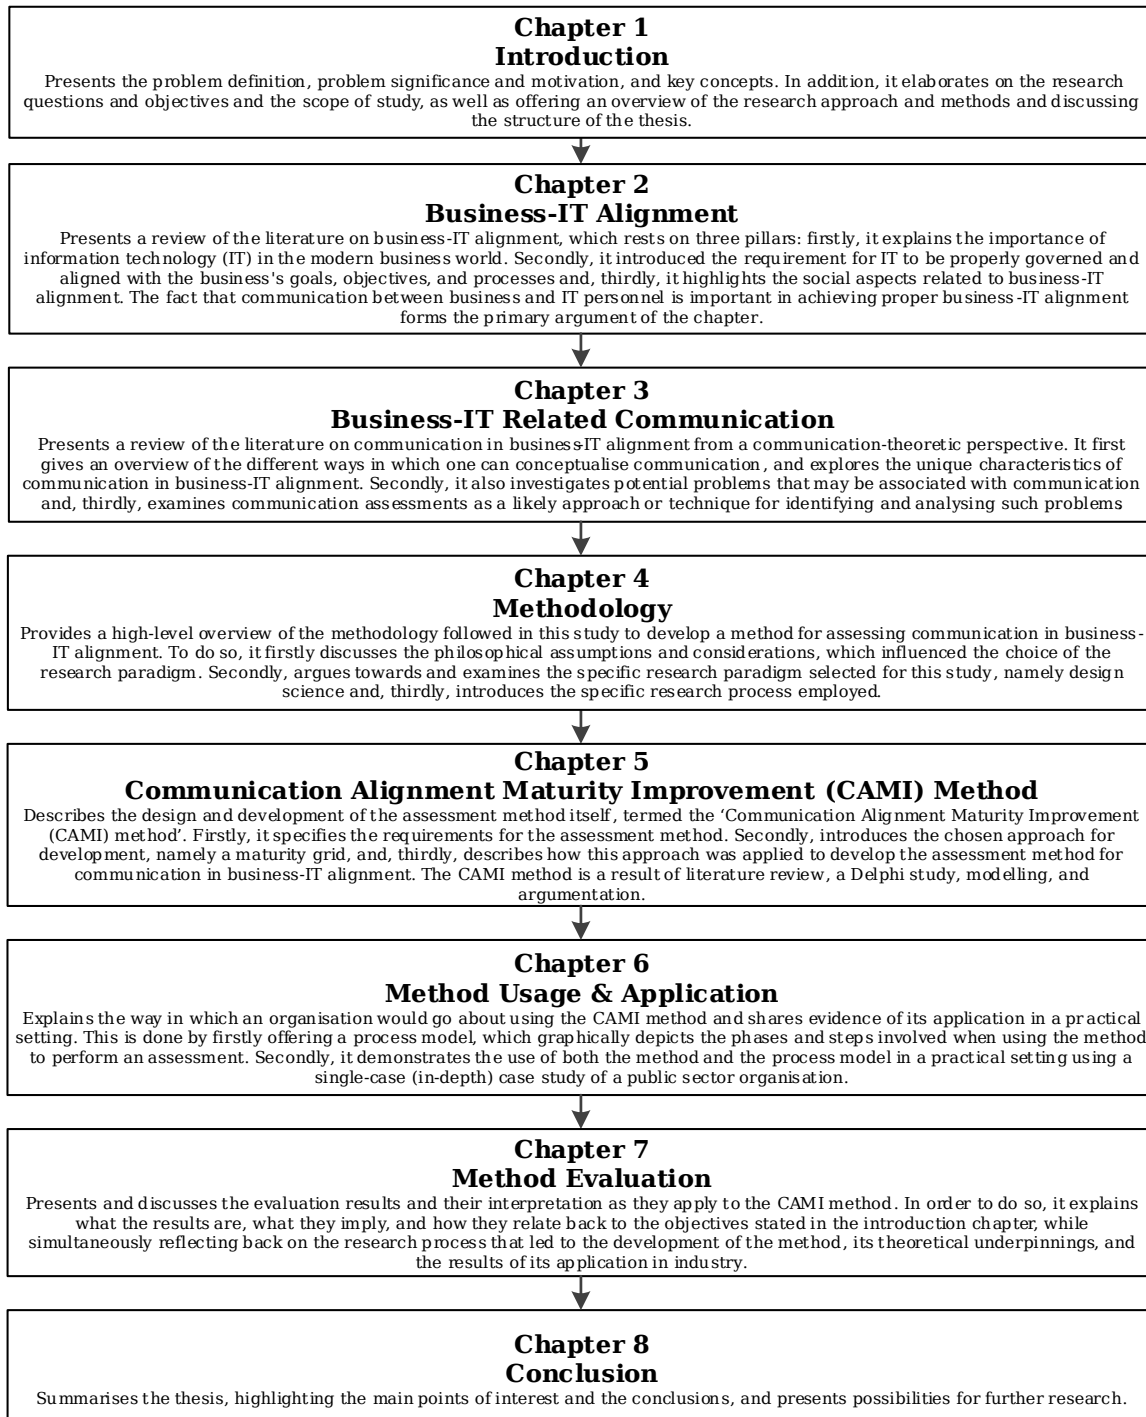 Chapter 1
Introduction
Presents the problem definition, problem significance and motivation, and key concepts. In addition, it elaborates on the research
questions and objectives and the scope of study, as well as offering an overview of the research approach and methods and discussing
the structure of the thesis.
Chapter 2
Business-IT Alignment
Presents a review of the literature on business-IT alignment, which rests on three pillars: firstly, it explains the importance of
information technology (IT) in the modern business world. Secondly, it introduced the requirement for IT to be properly governed and
aligned with the business's goals, objectives, and processes and, thirdly, it highlights the social aspects related to business-IT
alignment. The fact that communication between business and IT personnel is important in achieving proper business-IT alignment
forms the primary argument of the chapter.
Chapter 3
Business-IT Related Communication
Presents a review of the literature on communication in business-IT alignment from a communication-theoretic perspective. It first
gives an overview of the different ways in which one can conceptualise communication, and explores the unique characteristics of
communication in business-IT alignment. Secondly, it also investigates potential problems that may be associated with communication
and, thirdly, examines communication assessments as a likely approach or technique for identifying and analysing such problems
Chapter 4
Methodology
Provides a high-level overview of the methodology followed in this study to develop a method for assessing communication in business-
IT alignment. To do so, it firstly discusses the philosophical assumptions and considerations, which influenced the choice of the
research paradigm. Secondly, argues towards and examines the specific research paradigm selected for this study, namely design
science and, thirdly, introduces the specific research process employed.
Chapter 5
Communication Alignment Maturity Improvement (CAMI) Method
Describes the design and development of the assessment method itself, termed the ‘Communication Alignment Maturity Improvement
(CAMI) method’. Firstly, it specifies the requirements for the assessment method. Secondly, introduces the chosen approach for
development, namely a maturity grid, and, thirdly, describes how this approach was applied to develop the assessment method for
communication in business-IT alignment. The CAMI method is a result of literature review, a Delphi study, modelling, and
argumentation.
Chapter 6
Method Usage & Application
Explains the way in which an organisation would go about using the CAMI method and shares evidence of its application in a practical
setting. This is done by firstly offering a process model, which graphically depicts the phases and steps involved when using the method
to perform an assessment. Secondly, it demonstrates the use of both the method and the process model in a practical setting using a
single-case (in-depth) case study of a public sector organisation.
Chapter 7
Method Evaluation
Presents and discusses the evaluation results and their interpretation as they apply to the CAMI method. In order to do so, it explains
what the results are, what they imply, and how they relate back to the objectives stated in the introduction chapter, while
simultaneously reflecting back on the research process that led to the development of the method, its theoretical underpinnings, and
the results of its application in industry.
Chapter 8
Conclusion
Summarises the thesis, highlighting the main points of interest and the conclusions, and presents possibilities for further research.